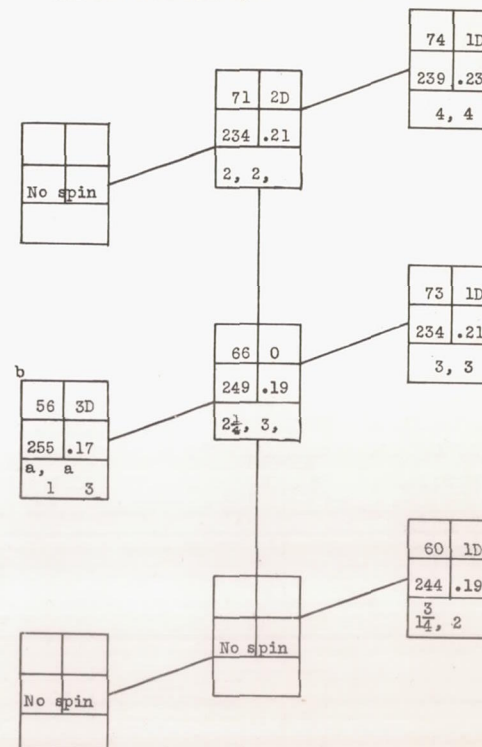 74 1D
239 .23
4, 4
71 2D
234 .21
2, 2,
No spin
73 1D
234 .21
3, 3
66 0
249 .19
2¼, 3,
b
56 3D
255 .17
a, a
1 3
60 1D
244 .19
1¾, 2
No spin
No spin